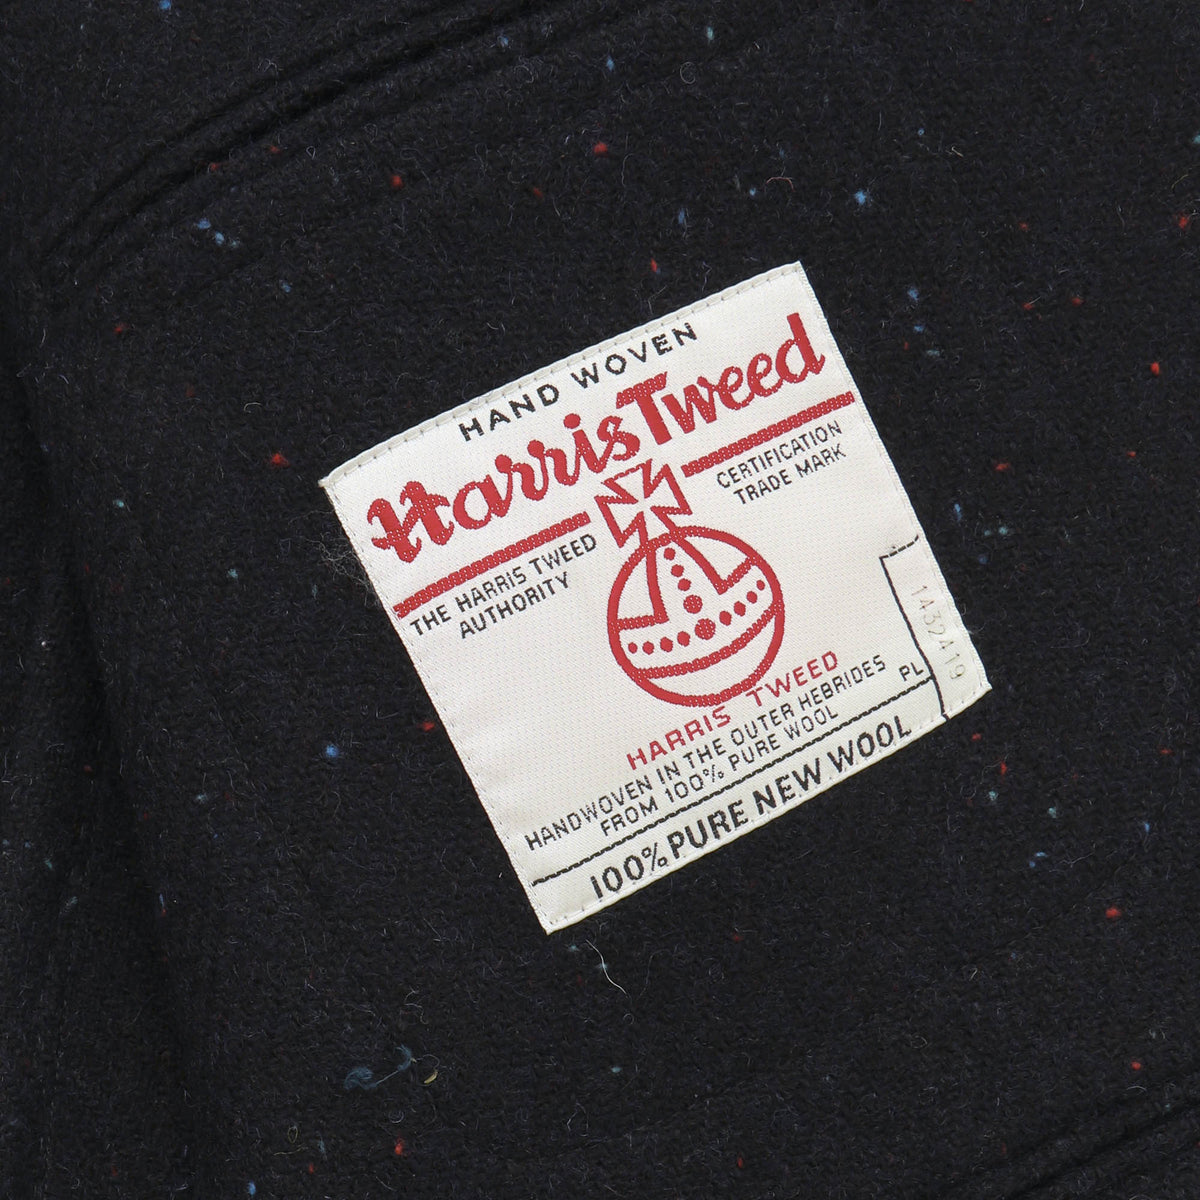 HAND WOVEN
Harris Tweed
CERTIFICATION
TRADE MARK
THE HARRIS TWEED
AUTHORITY
HARRIS TWEED
HANDWOVEN IN THE OUTER HEBRIDES
FROM 100% PURE WOOL
PL
1432419
100% PURE NEW WOOL